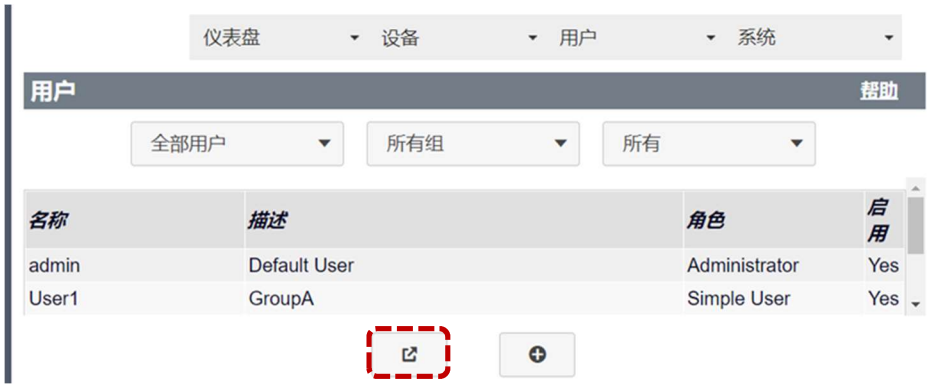 仪表盘 设备 用户 系统
用户 帮助
全部用户 所有组 所有
名称 描述 角色 启用
admin Default User Administrator Yes
User1 GroupA Simple User Yes